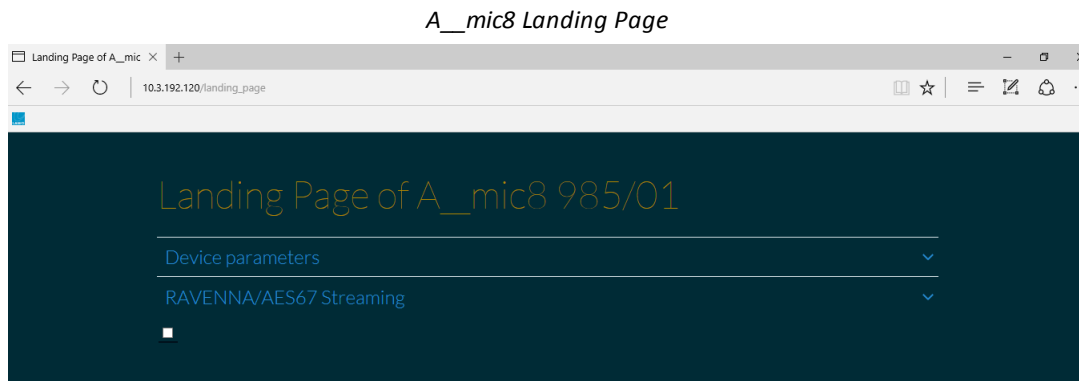 A__mic8 Landing Page
Landing Page of A_mic
10.3.192.120/landing_page
Landing Page of A__mic8 985/01
Device parameters
RAVENNA/AES67 Streaming